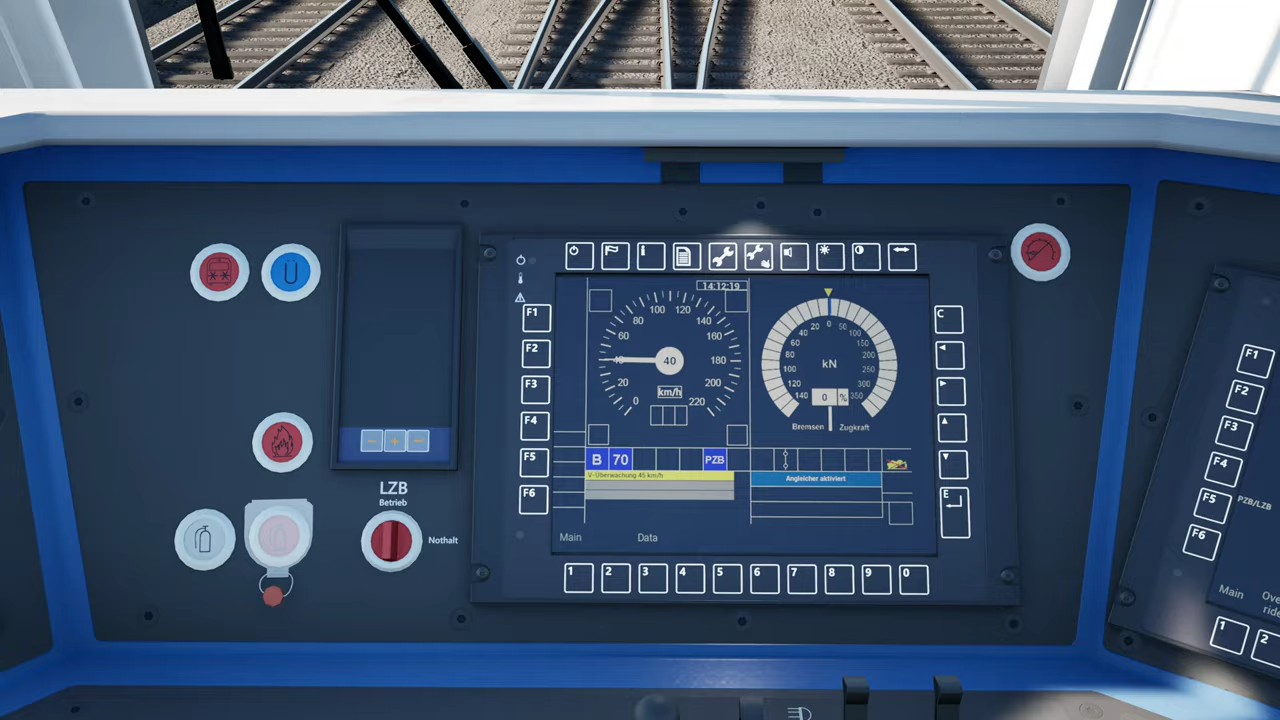 Ü
LZB
Betrieb
Nothalt
F1
F2
F3
F4
F5
F6
14:12:19
0
20
40
60
80
100
120
140
160
180
200
220
40
km/h
140
120
100
80
60
40
20
0
50
100
150
200
250
300
350
kN
0 %
Bremsen Zugkraft
B 70 PZB
V-Überwachung 45 km/h
Angleicher aktiviert
Main Data
C
E
1 2 3 4 5 6 7 8 9 0
F1
F2
F3
F4
F5
F6
PZB/LZB
Main
1 2